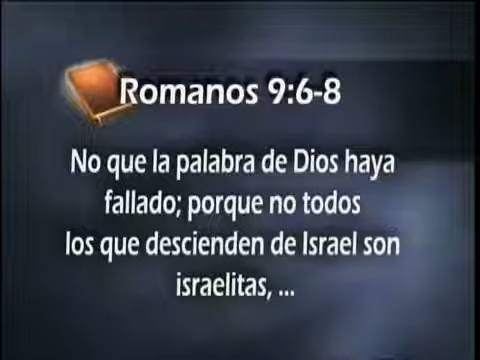 Romanos 9:6-8
No que la palabra de Dios haya
fallado; porque no todos
los que descienden de Israel son
israelitas, ...